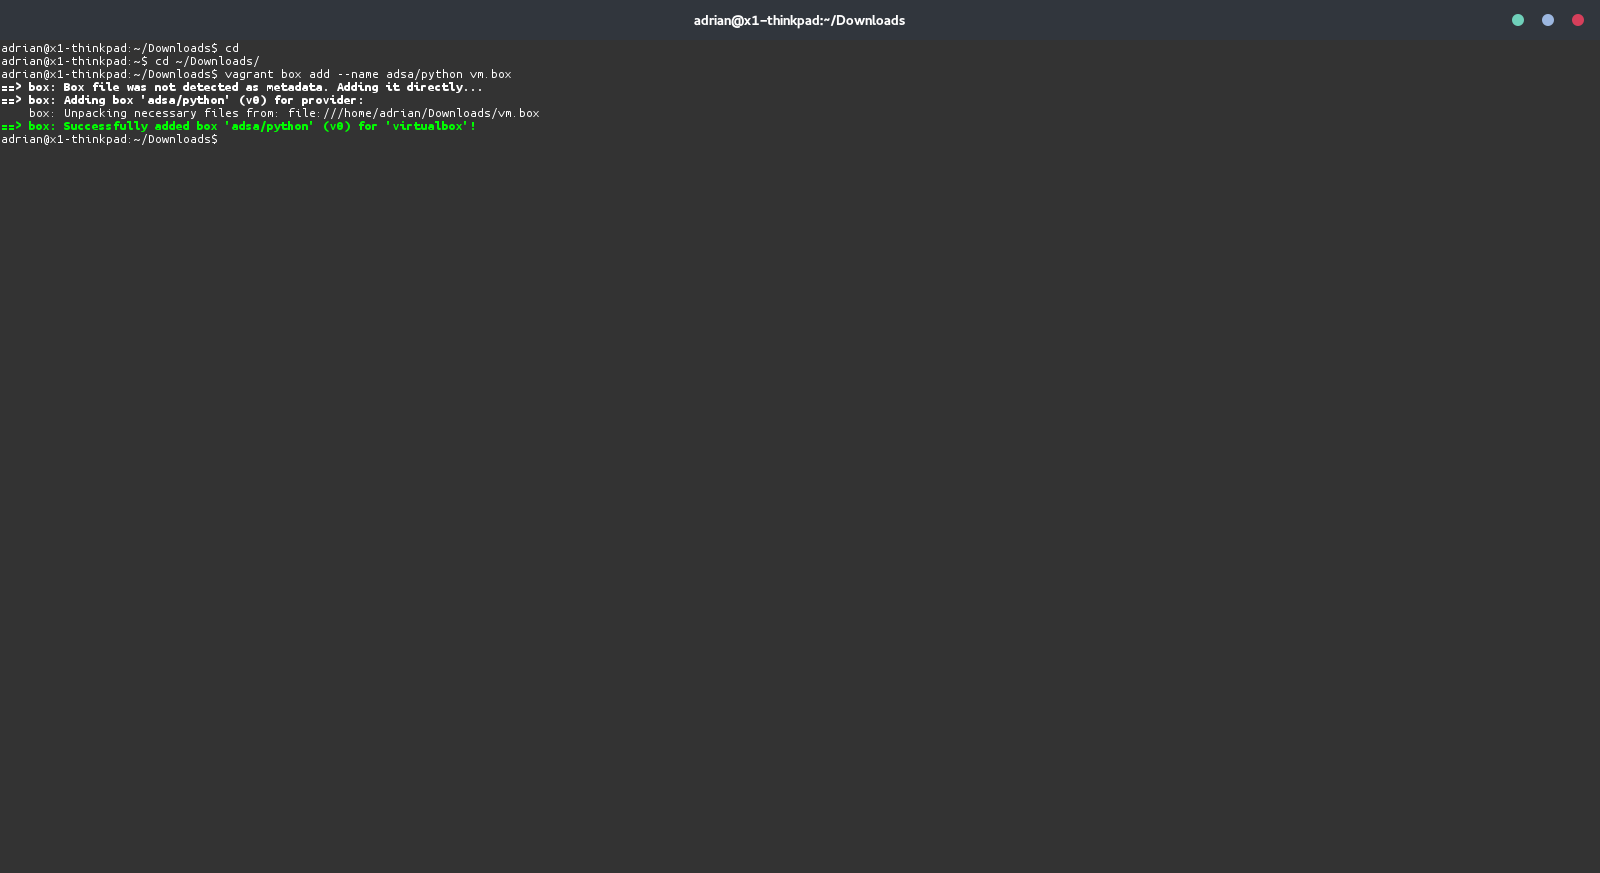 adrian@x1-thinkpad:~/Downloads
adrian@x1-thinkpad:~/Downloads$ cd
adrian@x1-thinkpad:~$ cd ~/Downloads/
adrian@x1-thinkpad:~/Downloads$ vagrant box add --name adsa/python vm.box
==> box: Box file was not detected as metadata. Adding it directly...
==> box: Adding box 'adsa/python' (v0) for provider:
    box: Unpacking necessary files from: file:///home/adrian/Downloads/vm.box
==> box: Successfully added box 'adsa/python' (v0) for 'virtualbox'!
adrian@x1-thinkpad:~/Downloads$